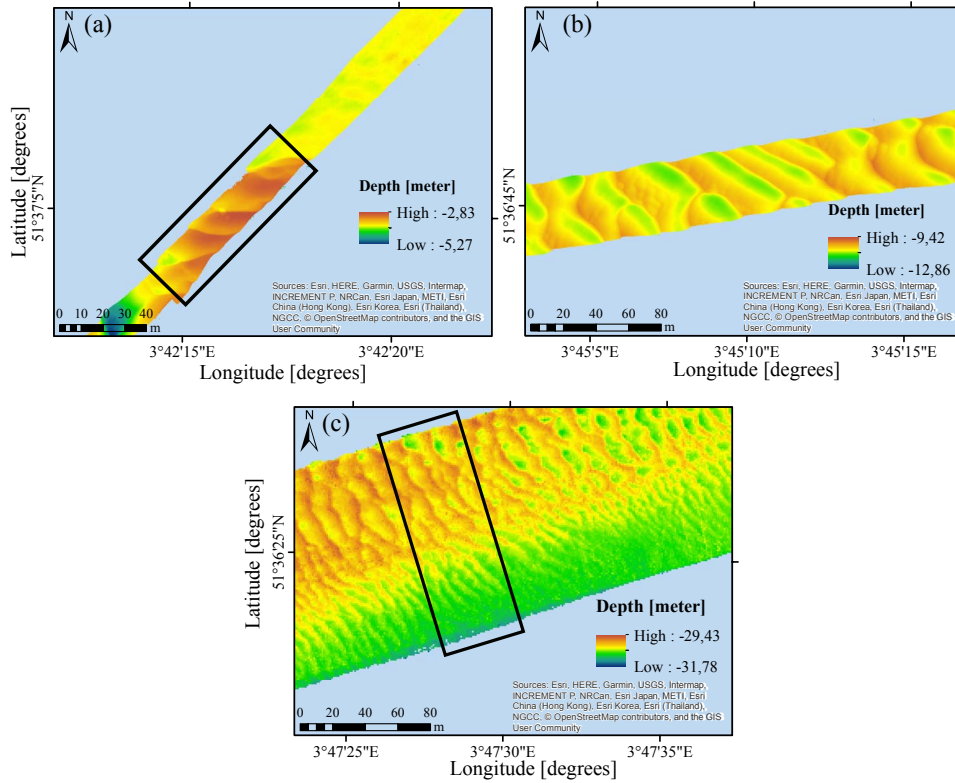 N
(a)
Latitude [degrees]
51°37'5"N
Depth [meter]
High : -2,83
Low : -5,27
Sources: Esri, HERE, Garmin, USGS, Intermap,
INCREMENT P, NRCan, Esri Japan, METI, Esri
China (Hong Kong), Esri Korea, Esri (Thailand),
NGCC, © OpenStreetMap contributors, and the GIS
User Community
0 10 20 30 40
m
3°42'15"E 3°42'20"E
Longitude [degrees]
N
(b)
Latitude [degrees]
51°36'45"N
Depth [meter]
High : -9,42
Low : -12,86
Sources: Esri, HERE, Garmin, USGS, Intermap,
INCREMENT P, NRCan, Esri Japan, METI, Esri
China (Hong Kong), Esri Korea, Esri (Thailand),
NGCC, © OpenStreetMap contributors, and the GIS
User Community
0 20 40 60 80
m
3°45'5"E 3°45'10"E 3°45'15"E
Longitude [degrees]
N
(c)
Latitude [degrees]
51°36'25"N
Depth [meter]
High : -29,43
Low : -31,78
Sources: Esri, HERE, Garmin, USGS, Intermap,
INCREMENT P, NRCan, Esri Japan, METI, Esri
China (Hong Kong), Esri Korea, Esri (Thailand),
NGCC, © OpenStreetMap contributors, and the GIS
User Community
0 20 40 60 80
m
3°47'25"E 3°47'30"E 3°47'35"E
Longitude [degrees]